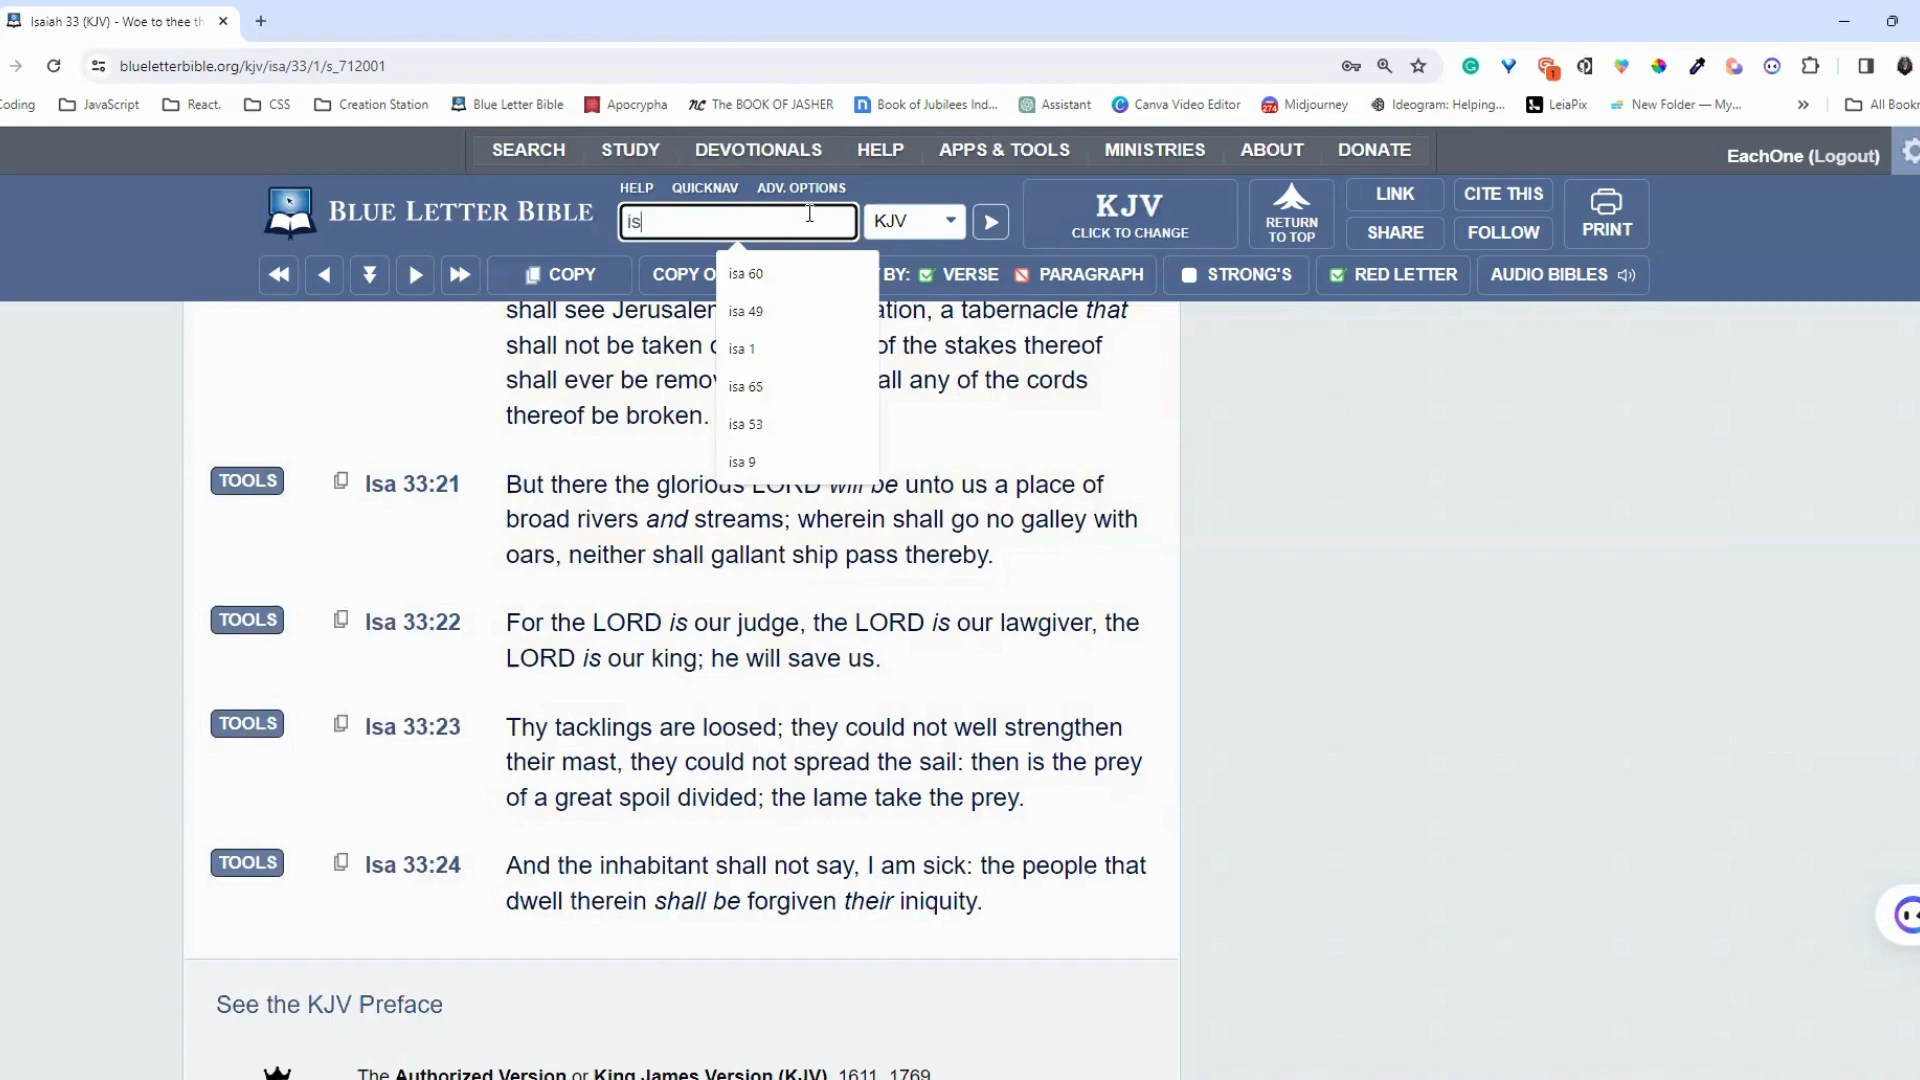 Isaiah 33 (KJV) - Woe to thee th
blueletterbible.org/kjv/isa/33/1/s_712001
oding JavaScript React. CSS Creation Station Blue Letter Bible Apocrypha The BOOK OF JASHER Book of Jubilees Ind... Assistant Canva Video Editor Midjourney Ideogram: Helping... LeiaPix New Folder — My... » All Bookr
SEARCH STUDY DEVOTIONALS HELP APPS & TOOLS MINISTRIES ABOUT DONATE EachOne (Logout)
HELP QUICKNAV ADV. OPTIONS
BLUE LETTER BIBLE is KJV
KJV
CLICK TO CHANGE
RETURN
TO TOP
LINK CITE THIS
SHARE FOLLOW
PRINT
COPY COPY O BY: VERSE PARAGRAPH STRONG'S RED LETTER AUDIO BIBLES
isa 60
isa 49
isa 1
isa 65
isa 53
isa 9
shall see Jerusale ation, a tabernacle that
shall not be taken of the stakes thereof
shall ever be remo all any of the cords
thereof be broken.
TOOLS Isa 33:21 But there the glorious LORD will be unto us a place of
broad rivers and streams; wherein shall go no galley with
oars, neither shall gallant ship pass thereby.
TOOLS Isa 33:22 For the LORD is our judge, the LORD is our lawgiver, the
LORD is our king; he will save us.
TOOLS Isa 33:23 Thy tacklings are loosed; they could not well strengthen
their mast, they could not spread the sail: then is the prey
of a great spoil divided; the lame take the prey.
TOOLS Isa 33:24 And the inhabitant shall not say, I am sick: the people that
dwell therein shall be forgiven their iniquity.
See the KJV Preface
The Authorized Version or King James Version (KJV), 1611, 1769